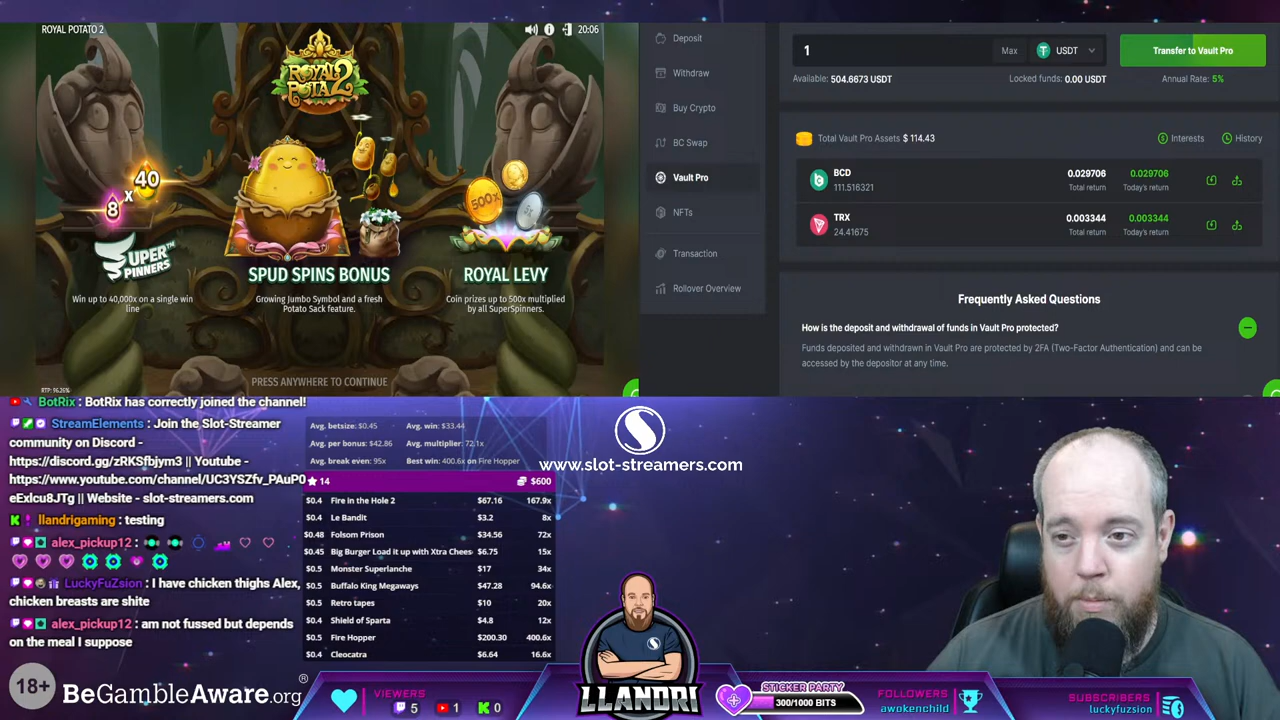 ROYAL POTATO 2
20:06
ROYAL
POTA2
40
x
8
SUPER™
SPINNERS
Win up to 40,000x on a single win
line
SPUD SPINS BONUS
Growing Jumbo Symbol and a fresh
Potato Sack feature.
500x
ROYAL LEVY
Coin prizes up to 500x multiplied
by all SuperSpinners.
PRESS ANYWHERE TO CONTINUE
RTP: 96.26%
Deposit
Withdraw
Buy Crypto
BC Swap
Vault Pro
NFTs
Transaction
Rollover Overview
1
Max
USDT
Transfer to Vault Pro
Available: 504.6673 USDT
Locked funds: 0.00 USDT
Annual Rate: 5%
Total Vault Pro Assets $ 114.43
Interests
History
BCD
111.516321
0.029706
Total return
0.029706
Today's return
TRX
24.41675
0.003344
Total return
0.003344
Today's return
Frequently Asked Questions
How is the deposit and withdrawal of funds in Vault Pro protected?
Funds deposited and withdrawn in Vault Pro are protected by 2FA (Two-Factor Authentication) and can be
accessed by the depositor at any time.
BotRix : BotRix has correctly joined the channel!
StreamElements : Join the Slot-Streamer
community on Discord -
https://discord.gg/zRKSfbjym3 || Youtube -
https://www.youtube.com/channel/UC3YSZfv_PAuP0
eExlcu8JTg || Website - slot-streamers.com
llandrigaming : testing
alex_pickup12 :
LuckyFuZsion : I have chicken thighs Alex,
chicken breasts are shite
alex_pickup12 : am not fussed but depends
on the meal I suppose
Avg. betsize: $0.45
Avg. win: $33.44
Avg. per bonus: $42.86
Avg. multiplier: 72.1x
Avg. break even: 95x
Best win: 400.6x on Fire Hopper
14
$600
$0.4 Fire in the Hole 2 $67.16 167.9x
$0.4 Le Bandit $3.2 8x
$0.48 Folsom Prison $34.56 72x
$0.45 Big Burger Load it up with Xtra Chees $6.75 15x
$0.5 Monster Superlanche $17 34x
$0.5 Buffalo King Megaways $47.28 94.6x
$0.5 Retro tapes $10 20x
$0.4 Shield of Sparta $4.8 12x
$0.5 Fire Hopper $200.30 400.6x
$0.4 Cleocatra $6.64 16.6x
www.slot-streamers.com
LLANDRI
18+
BeGambleAware.org®
VIEWERS
5
1
0
STICKER PARTY
300/1000 BITS
FOLLOWERS
awokenchild
SUBSCRIBERS
luckyfuzsion